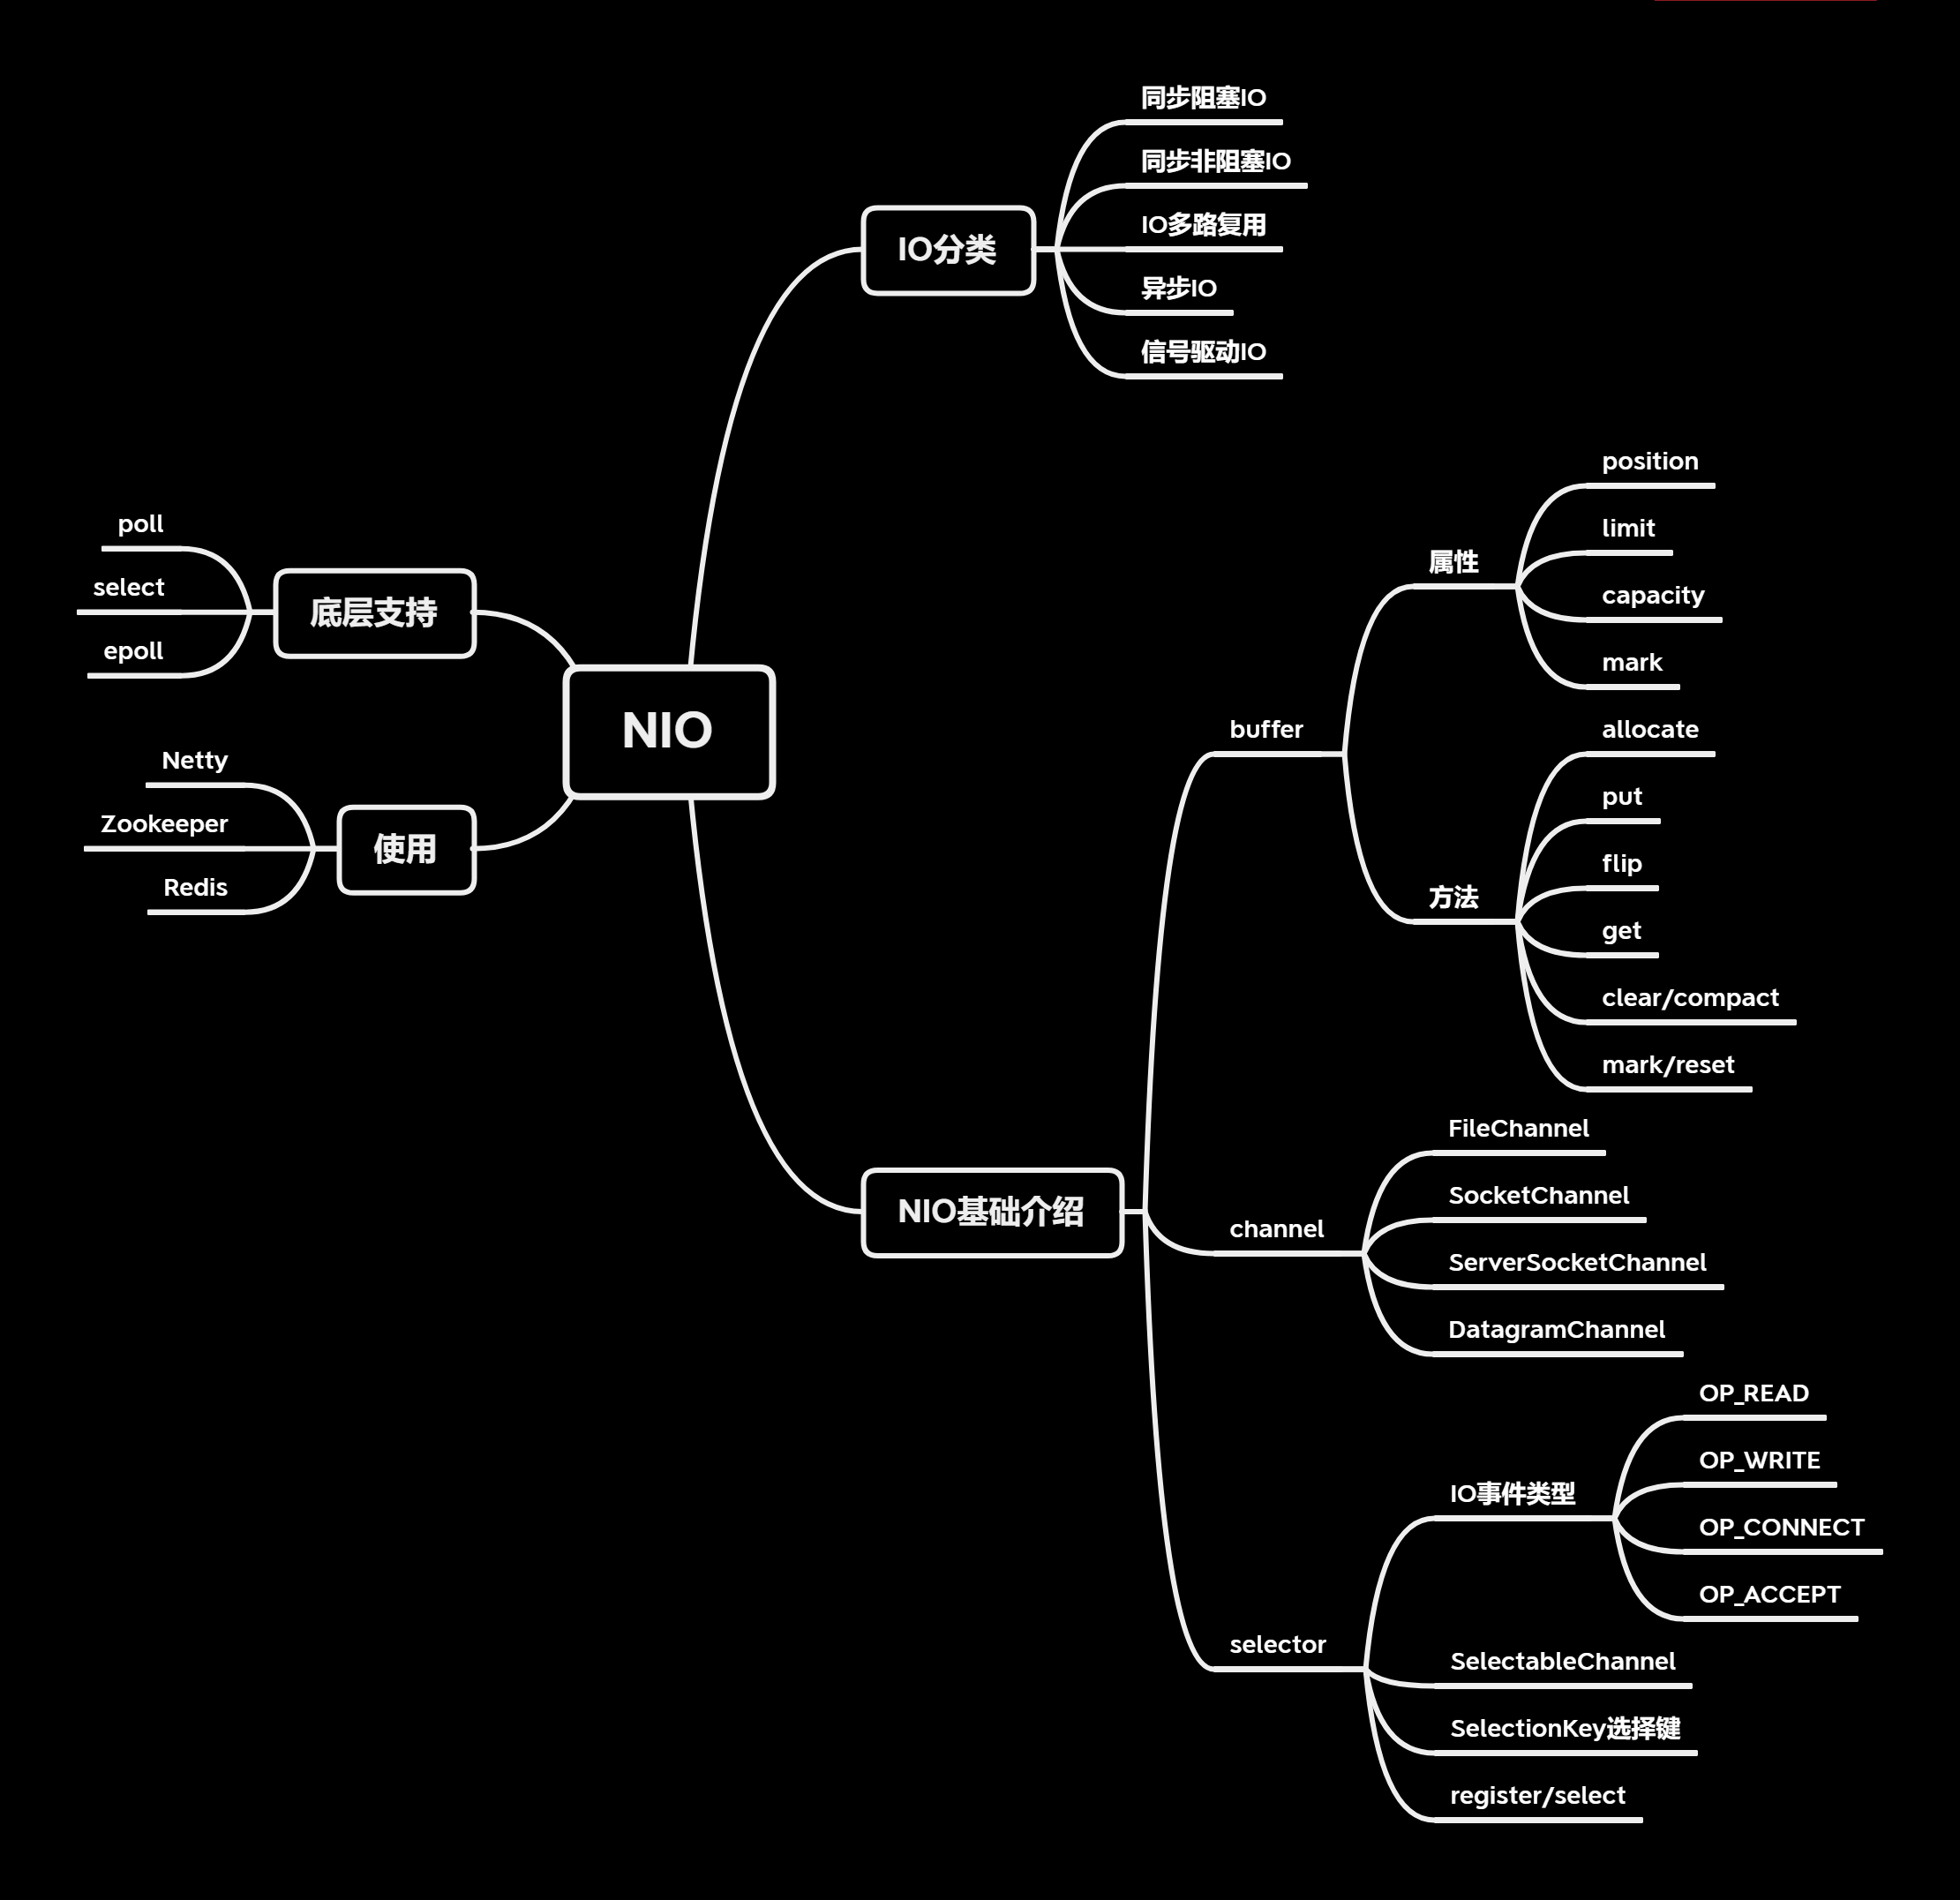 NIO
IO分类
同步阻塞IO
同步非阻塞IO
IO多路复用
异步IO
信号驱动IO
NIO基础介绍
buffer
属性
position
limit
capacity
mark
方法
allocate
put
flip
get
clear/compact
mark/reset
channel
FileChannel
SocketChannel
ServerSocketChannel
DatagramChannel
selector
IO事件类型
OP_READ
OP_WRITE
OP_CONNECT
OP_ACCEPT
SelectableChannel
SelectionKey选择键
register/select
底层支持
poll
select
epoll
使用
Netty
Zookeeper
Redis